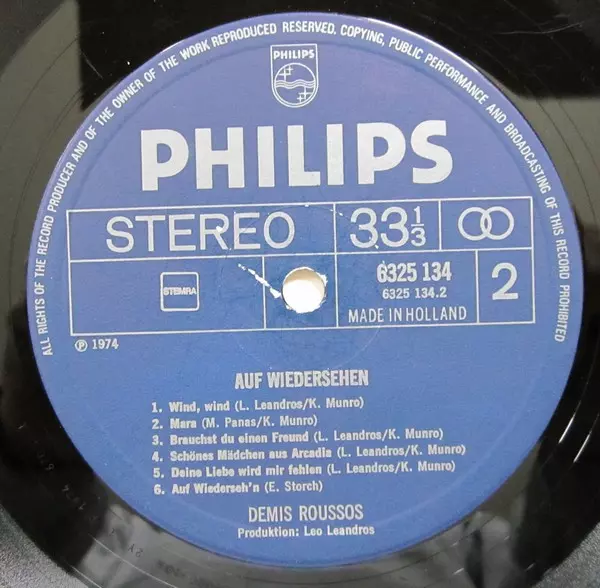 ALL RIGHTS OF THE RECORD PRODUCER AND OF THE OWNER OF THE WORK REPRODUCED RESERVED. COPYING, PUBLIC PERFORMANCE AND BROADCASTING OF THIS RECORD PROHIBITED
PHILIPS
PHILIPS
STEREO 33 1/3
STEMRA
6325 134
6325 134.2
2
MADE IN HOLLAND
℗ 1974
AUF WIEDERSEHEN
1. Wind, wind (L. Leandros/K. Munro)
2. Mara (M. Panas/K. Munro)
3. Brauchst du einen Freund (L. Leandros/K. Munro)
4. Schönes Mädchen aus Arcadia (L. Leandros/K. Munro)
5. Deine Liebe wird mir fehlen (L. Leandros/K. Munro)
6. Auf Wiederseh'n (E. Storch)
DEMIS ROUSSOS
Produktion: Leo Leandros